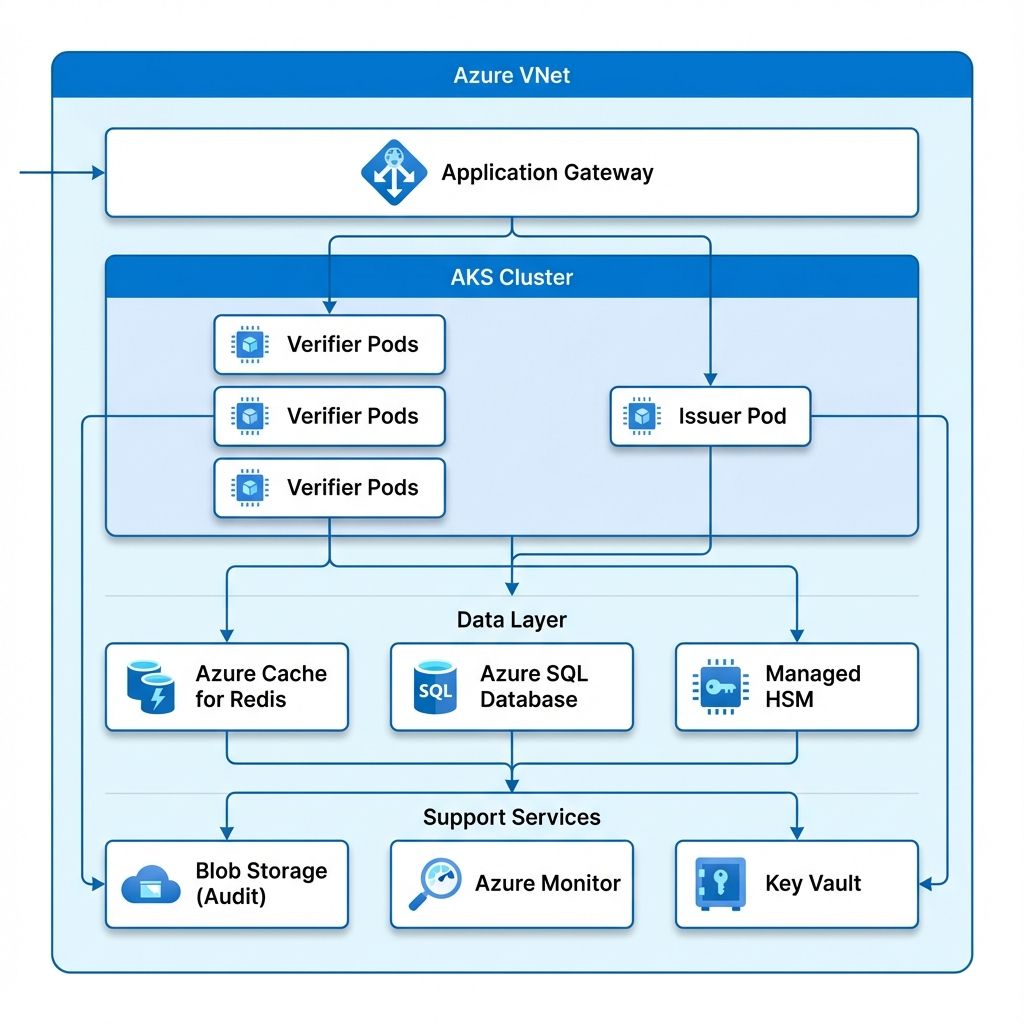 Azure VNet
Application Gateway
AKS Cluster
Verifier Pods
Verifier Pods
Issuer Pod
Verifier Pods
Data Layer
Azure Cache
for Redis
SQL
Azure SQL
Database
Managed
HSM
Support Services
Blob Storage
(Audit)
Azure Monitor
Key Vault